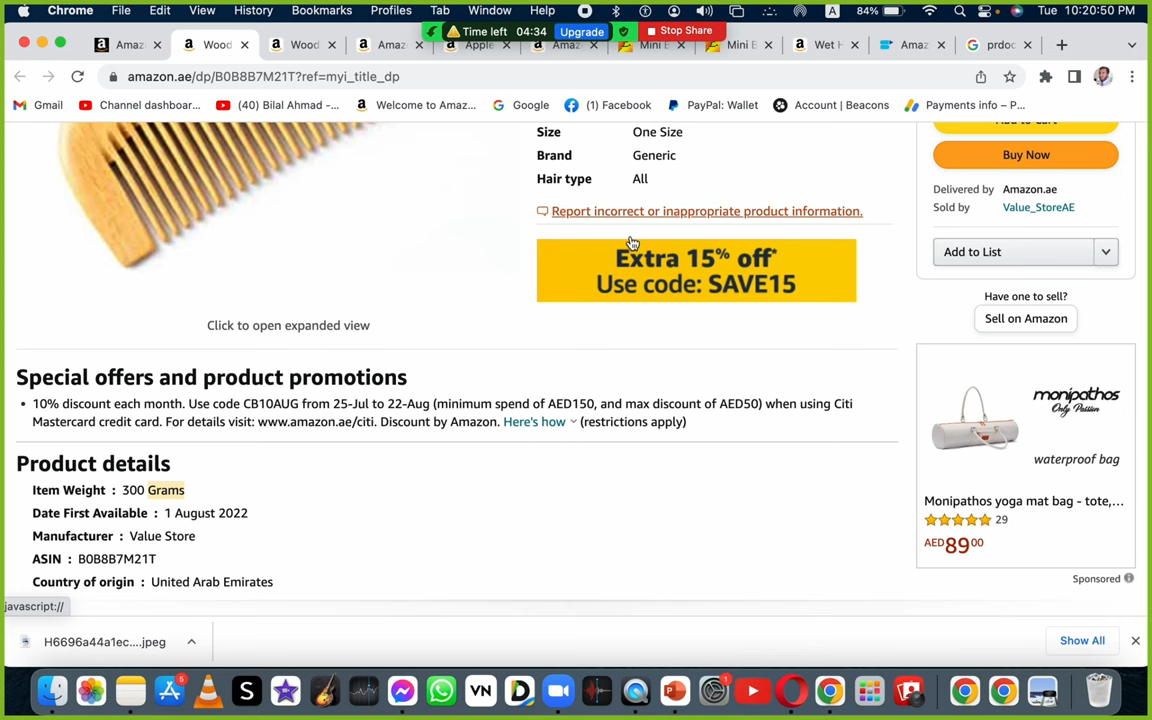 Chrome File Edit View History Bookmarks Profiles Tab Window Help A 84% Tue 10:20:50 PM
Time left 04:34 Upgrade Stop Share
Amaz Wood Wood Amaz Apple Amaz Mini E Mini E Wet H Amaz prdoc
amazon.ae/dp/B0B8B7M21T?ref=myi_title_dp
Gmail Channel dashboar... (40) Bilal Ahmad -... Welcome to Amaz... Google (1) Facebook PayPal: Wallet Account | Beacons Payments info – P...
Size One Size
Brand Generic
Hair type All
Report incorrect or inappropriate product information.
Extra 15% off*
Use code: SAVE15
Click to open expanded view
Add to Cart
Buy Now
Delivered by Amazon.ae
Sold by Value_StoreAE
Add to List
Have one to sell?
Sell on Amazon
Special offers and product promotions
• 10% discount each month. Use code CB10AUG from 25-Jul to 22-Aug (minimum spend of AED150, and max discount of AED50) when using Citi
Mastercard credit card. For details visit: www.amazon.ae/citi. Discount by Amazon. Here's how (restrictions apply)
Product details
Item Weight : 300 Grams
Date First Available : 1 August 2022
Manufacturer : Value Store
ASIN : B0B8B7M21T
Country of origin : United Arab Emirates
monipathos
Only Passion
waterproof bag
Monipathos yoga mat bag - tote,...
29
AED8900
Sponsored
javascript://
H6696a44a1ec....jpeg
Show All
5 S VN D 1